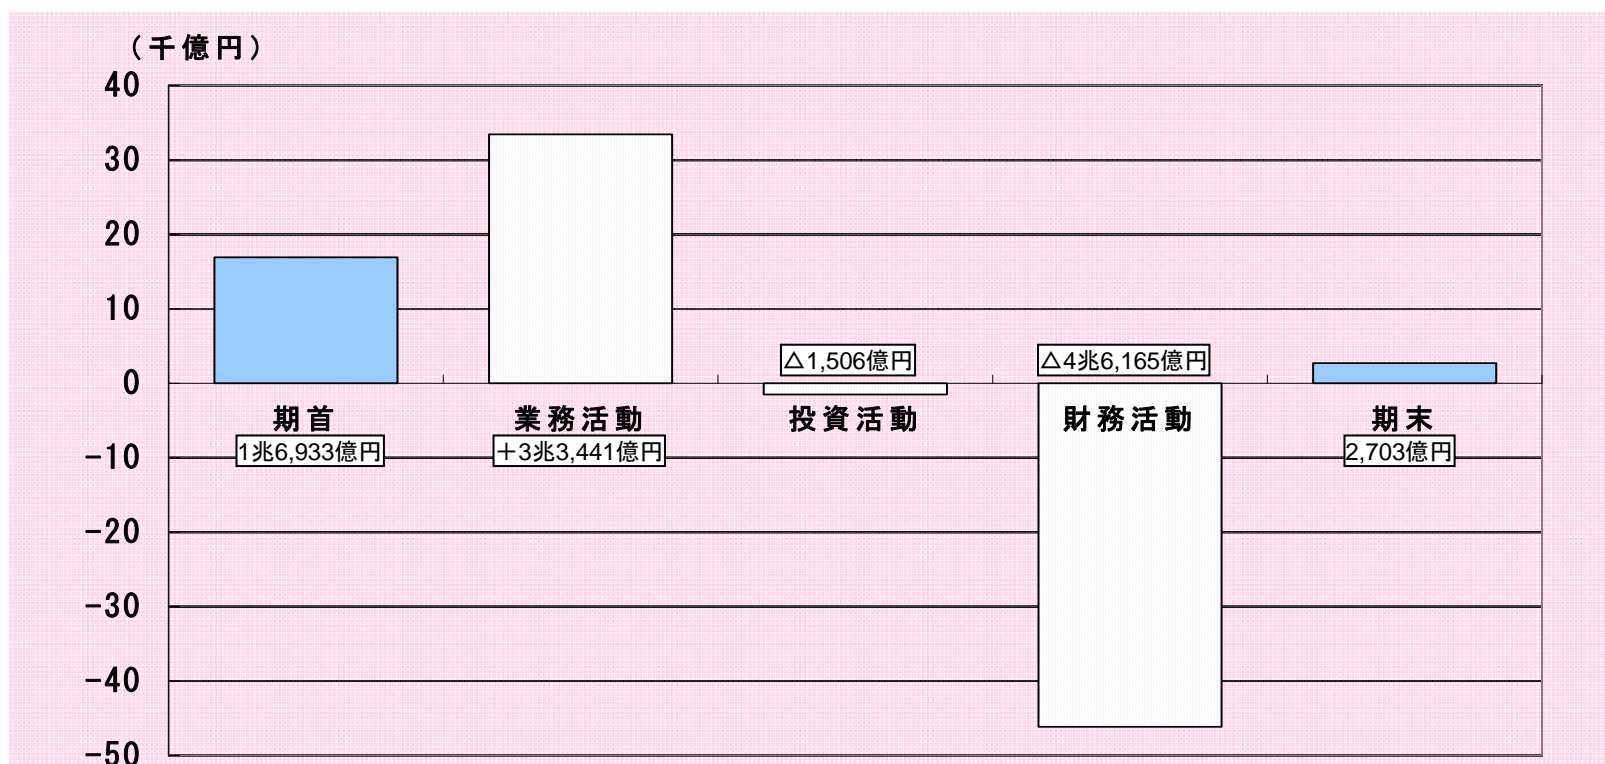 （千億円）
40
30
20
10
0
-10
-20
-30
-40
-50
△1,506億円
△4兆6,165億円
期首
業務活動
投資活動
財務活動
期末
1兆6,933億円
＋3兆3,441億円
2,703億円